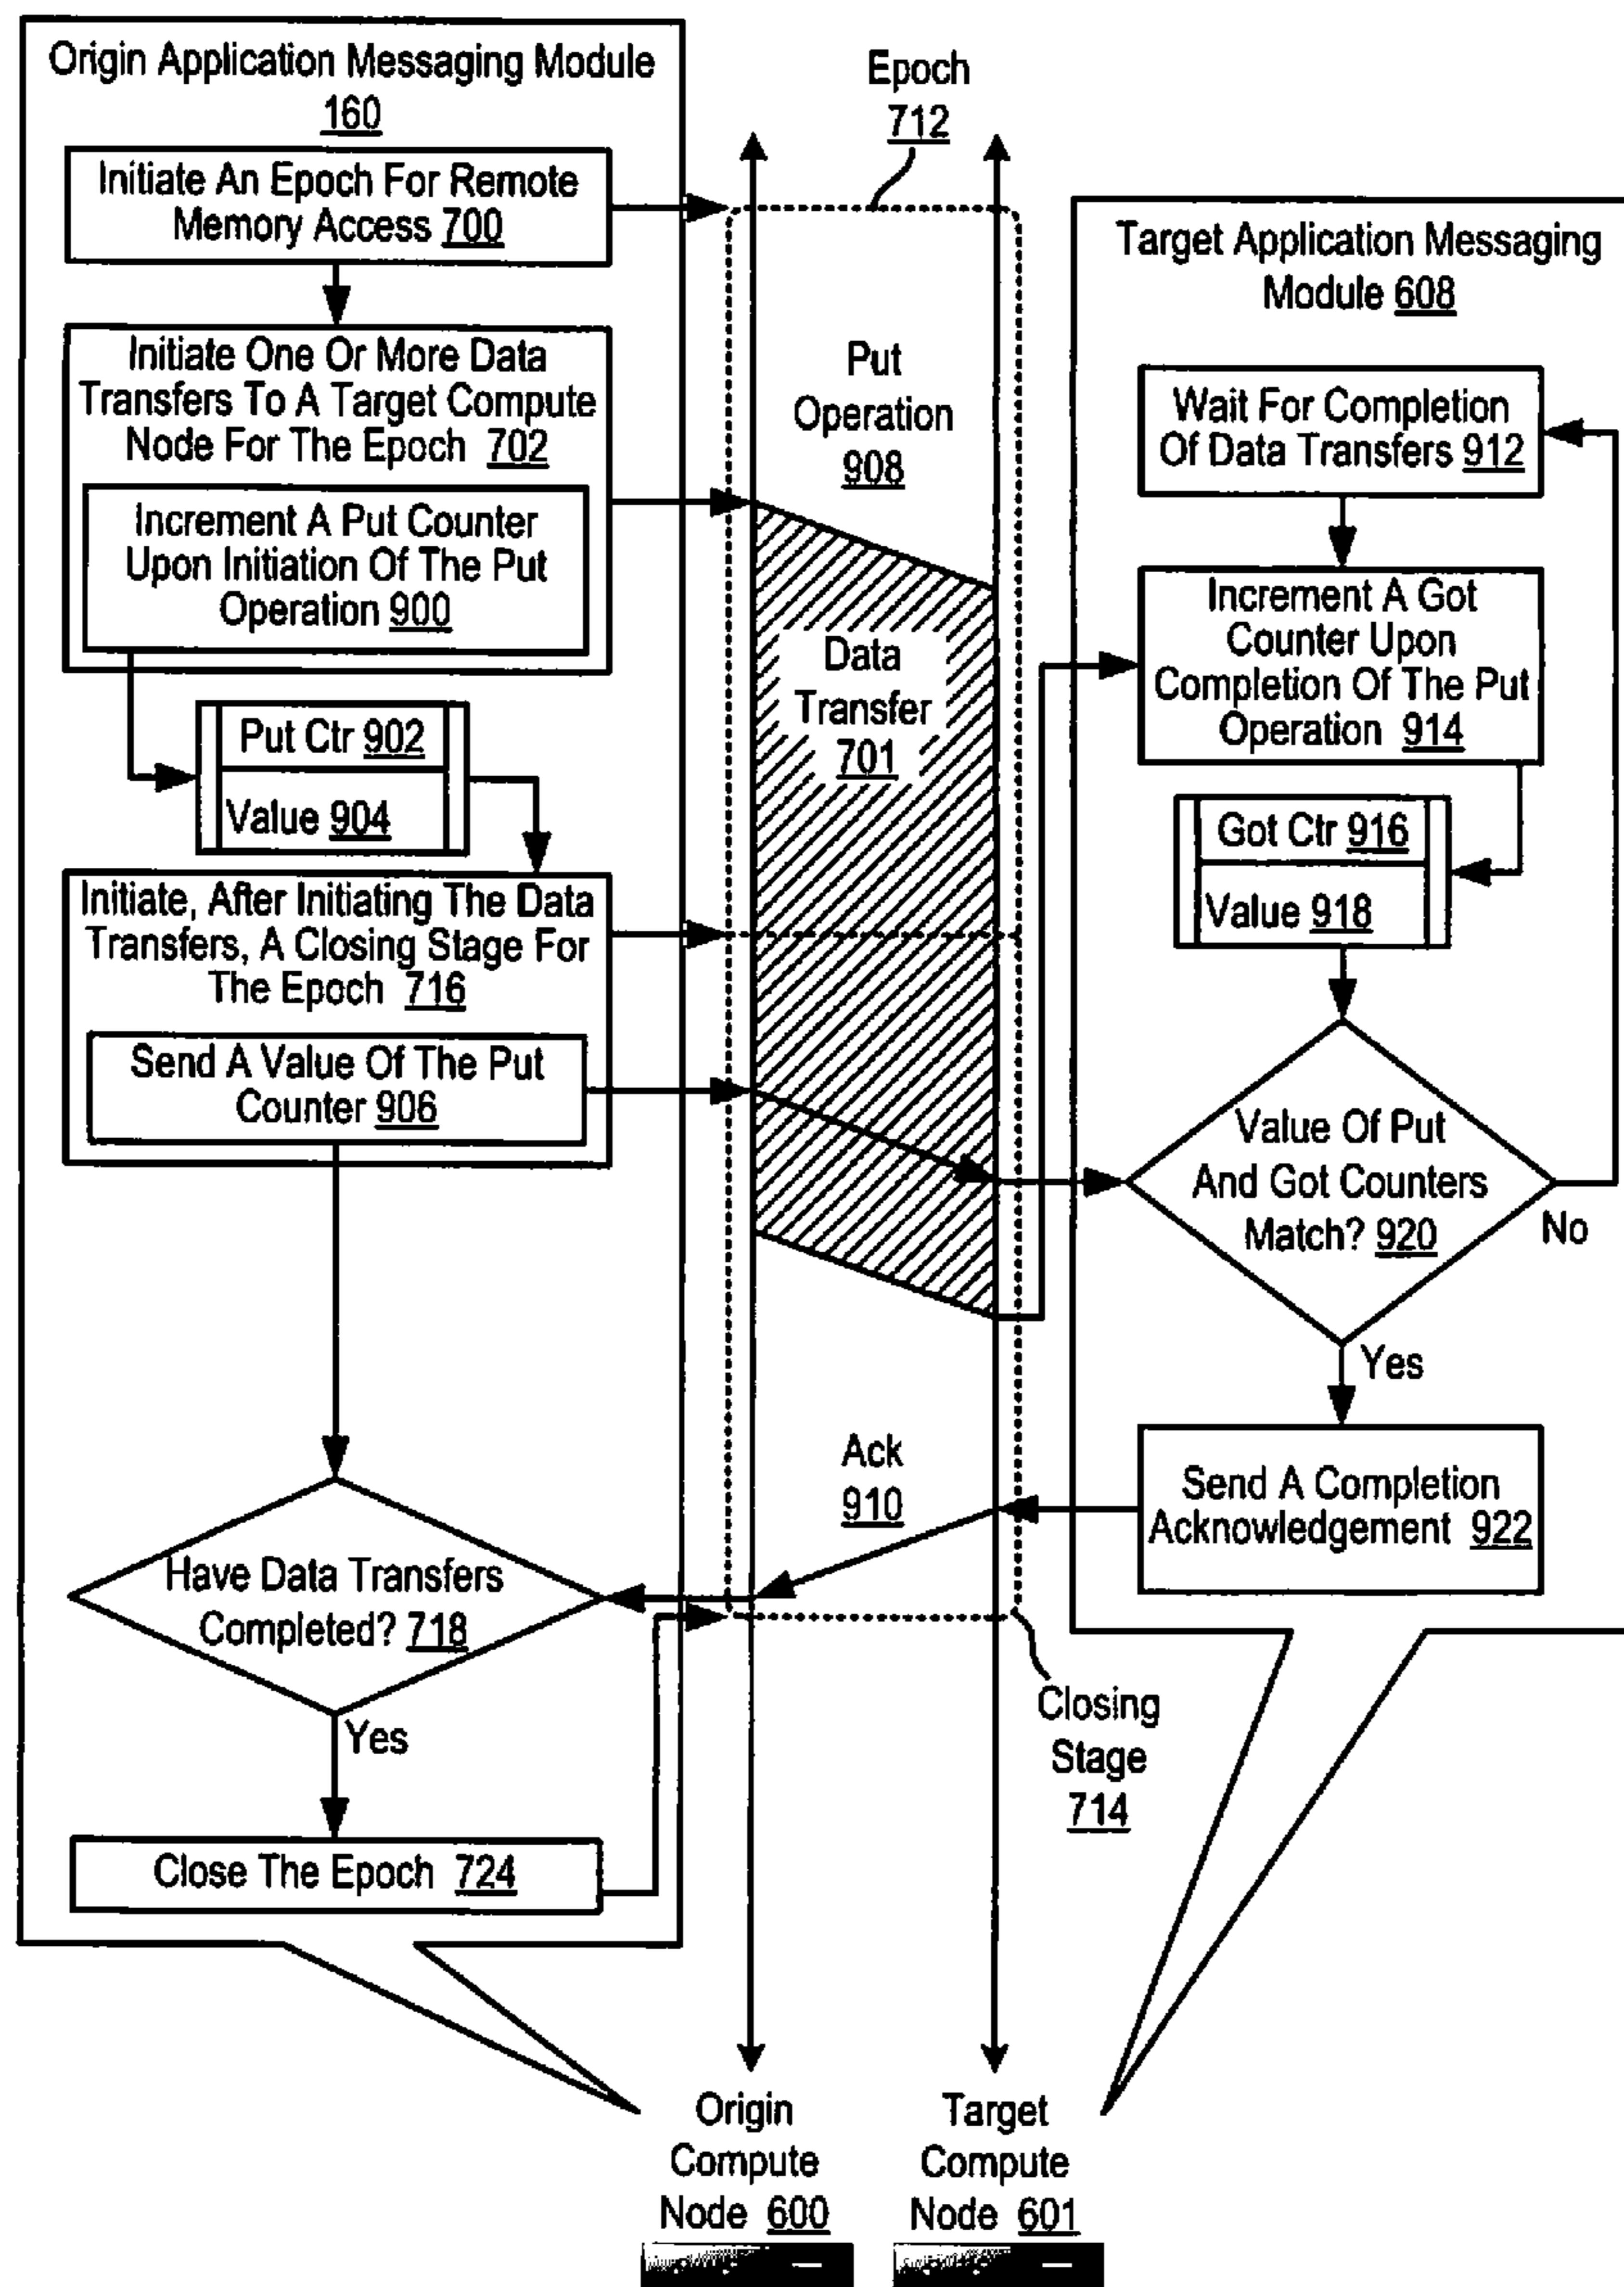 Origin Application Messaging Module
160
Initiate An Epoch For Remote
Memory Access 700
Initiate One Or More Data
Transfers To A Target Compute
Node For The Epoch 702
Increment A Put Counter
Upon Initiation Of The Put
Operation 900
Put Ctr 902
Value 904
Initiate, After Initiating The Data
Transfers, A Closing Stage For
The Epoch 716
Send A Value Of The Put
Counter 906
Have Data Transfers
Completed? 718
Yes
Close The Epoch 724
Epoch
712
Put
Operation
908
Data
Transfer
701
Ack
910
Closing
Stage
714
Target Application Messaging
Module 608
Wait For Completion
Of Data Transfers 912
Increment A Got
Counter Upon
Completion Of The Put
Operation 914
Got Ctr 916
Value 918
Value Of Put
And Got Counters
Match? 920
No
Yes
Send A Completion
Acknowledgement 922
Origin
Compute
Node 600
Target
Compute
Node 601